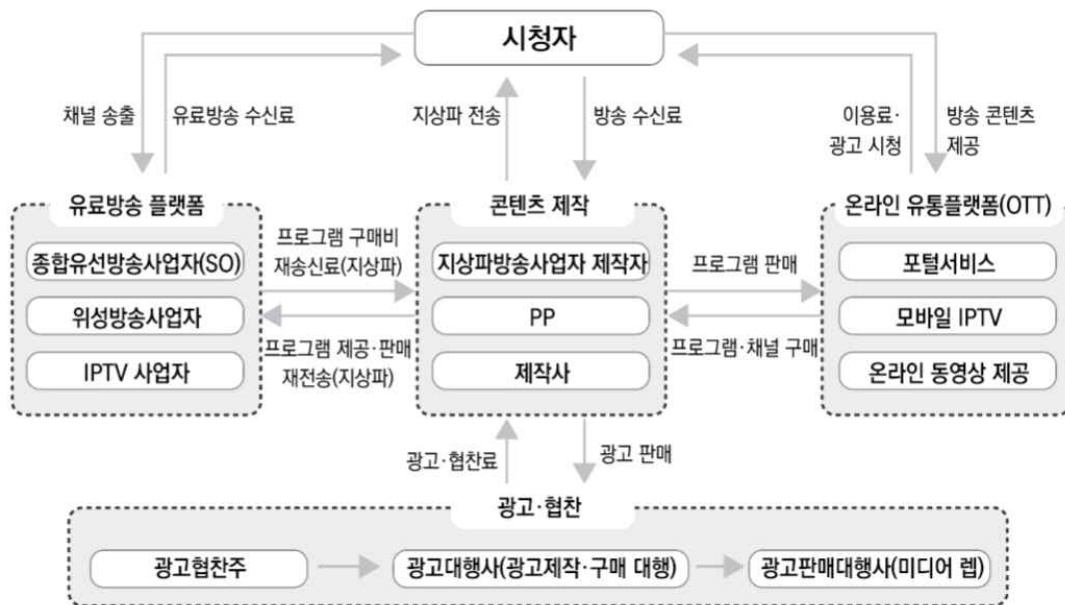 시청자
채널 송출
유료방송 수신료
지상파 전송
방송 수신료
이용료·
광고 시청
방송 콘텐츠
제공
유료방송 플랫폼
종합유선방송사업자(SO)
위성방송사업자
IPTV 사업자
프로그램 구매비
재송신료(지상파)
프로그램 제공·판매
재전송(지상파)
콘텐츠 제작
지상파방송사업자 제작자
PP
제작사
프로그램 판매
프로그램·채널 구매
온라인 유통플랫폼(OTT)
포털서비스
모바일 IPTV
온라인 동영상 제공
광고·협찬료
광고 판매
광고·협찬
광고협찬주
광고대행사(광고제작·구매 대행)
광고판매대행사(미디어 렙)